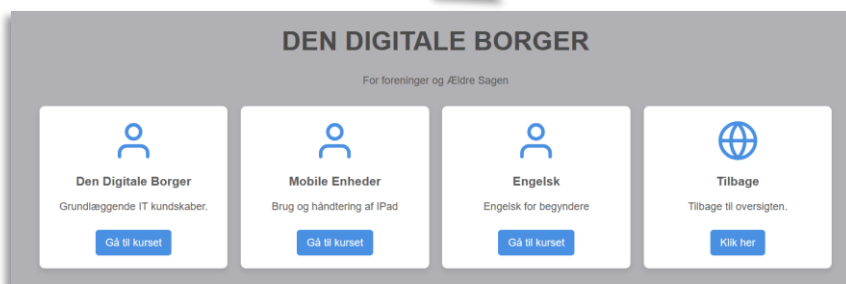 DEN DIGITALE BORGER
For foreninger og Ældre Sagen
Den Digitale Borger
Grundlæggende IT kundskaber.
Gå til kurset
Mobile Enheder
Brug og håndtering af IPad
Gå til kurset
Engelsk
Engelsk for begyndere
Gå til kurset
Tilbage
Tilbage til oversigten.
Klik her